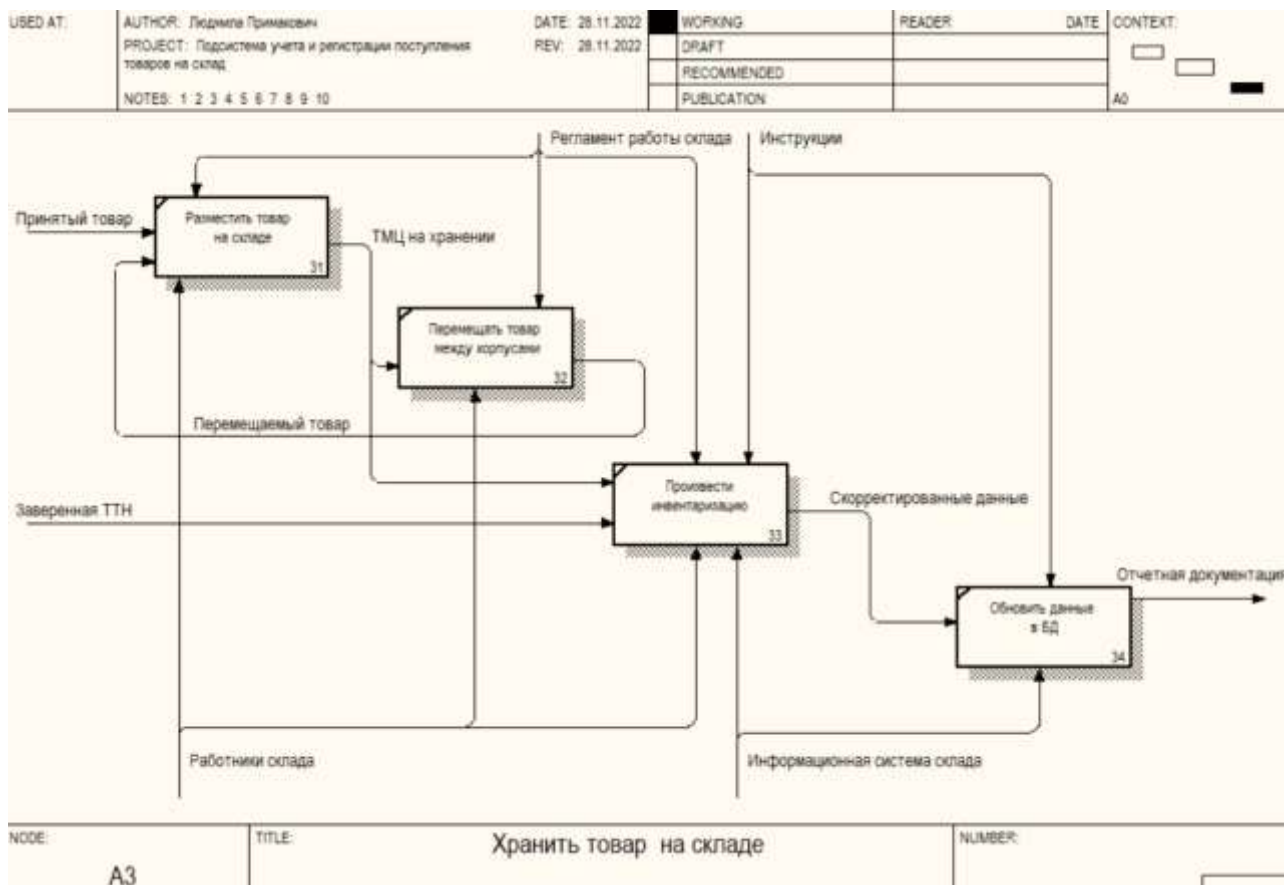 USED AT:
AUTHOR: Людмила Примакович
DATE: 28.11.2022
WORKING
READER
DATE
CONTEXT:
PROJECT: Подсистема учета и регистрации поступления
товаров на склад
REV: 28.11.2022
DRAFT
RECOMMENDED
NOTES: 1 2 3 4 5 6 7 8 9 10
PUBLICATION
A0
Регламент работы склада
Инструкции
Принятый товар
Разместить товар
на складе
31
ТМЦ на хранении
Перемещать товар
между корпусами
32
Перемещаемый товар
Произвести
инвентаризацию
33
Скорректированные данные
Заверенная ТТН
Отчетная документация
Обновить данные
в БД
34
Работники склада
Информационная система склада
NODE:
TITLE:
Хранить товар на складе
NUMBER:
A3